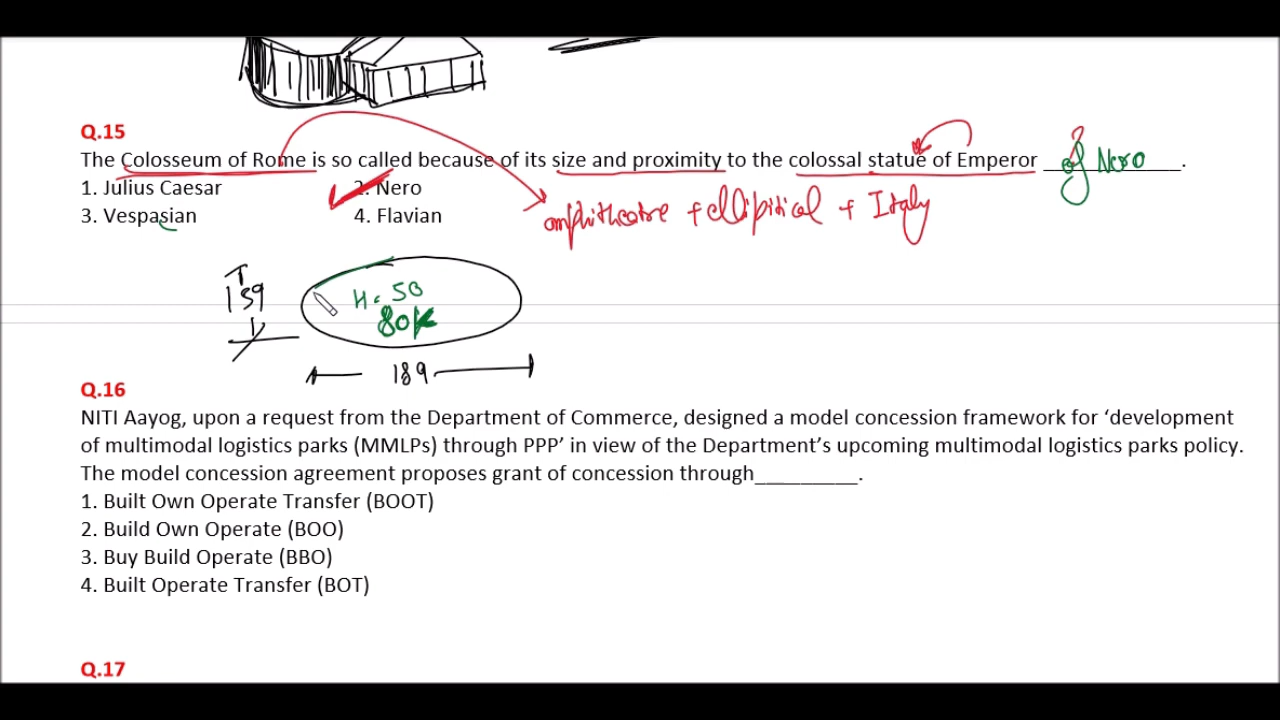 Q.15
The Colosseum of Rome is so called because of its size and proximity to the colossal statue of Emperor ____________. of Nero
1. Julius Caesar 2. Nero
3. Vespasian 4. Flavian
amphitheatre + elliptical + Italy
159
H = 50
80K
189
Q.16
NITI Aayog, upon a request from the Department of Commerce, designed a model concession framework for ‘development
of multimodal logistics parks (MMLPs) through PPP’ in view of the Department’s upcoming multimodal logistics parks policy.
The model concession agreement proposes grant of concession through_________.
1. Built Own Operate Transfer (BOOT)
2. Build Own Operate (BOO)
3. Buy Build Operate (BBO)
4. Built Operate Transfer (BOT)
Q.17